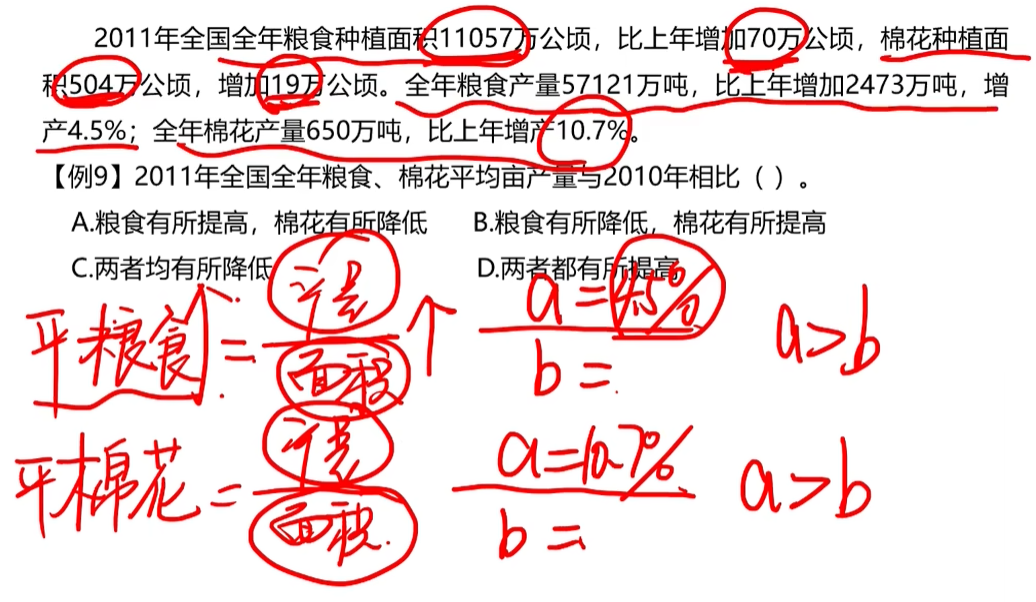 2011年全国全年粮食种植面积11057万公顷，比上年增加70万公顷，棉花种植面
积504万公顷，增加19万公顷。全年粮食产量57121万吨，比上年增加2473万吨，增
产4.5%；全年棉花产量650万吨，比上年增产10.7%。
【例9】2011年全国全年粮食、棉花平均亩产量与2010年相比（ ）。
A.粮食有所提高，棉花有所降低 B.粮食有所降低，棉花有所提高
C.两者均有所降低 D.两者都有所提高
平粮食↑ = 产量 / 面积 ↑ a=4.5% / b= a>b
平棉花 = 产量 / 面积 a=10.7% / b= a>b